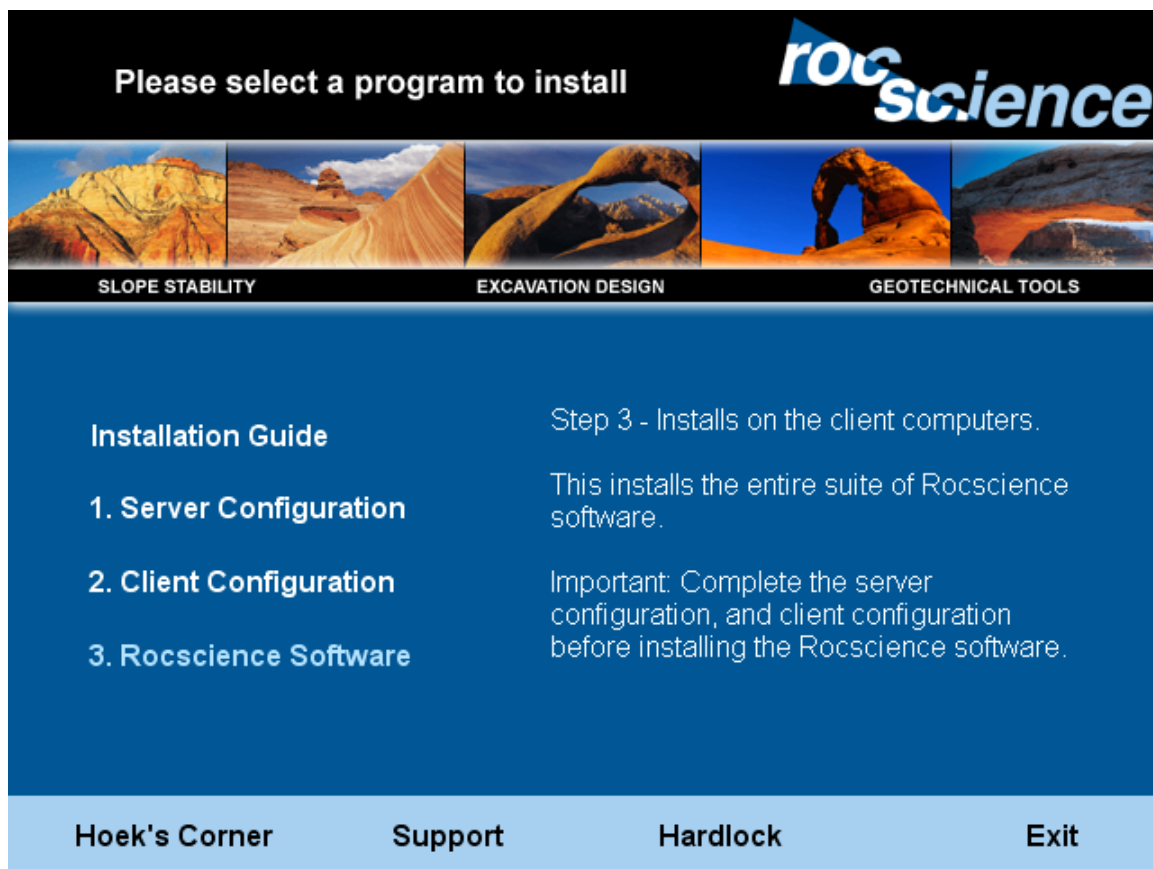 Please select a program to install
rocscience
SLOPE STABILITY
EXCAVATION DESIGN
GEOTECHNICAL TOOLS
Installation Guide
1. Server Configuration
2. Client Configuration
3. Rocscience Software
Step 3 - Installs on the client computers.
This installs the entire suite of Rocscience
software.
Important: Complete the server
configuration, and client configuration
before installing the Rocscience software.
Hoek's Corner
Support
Hardlock
Exit